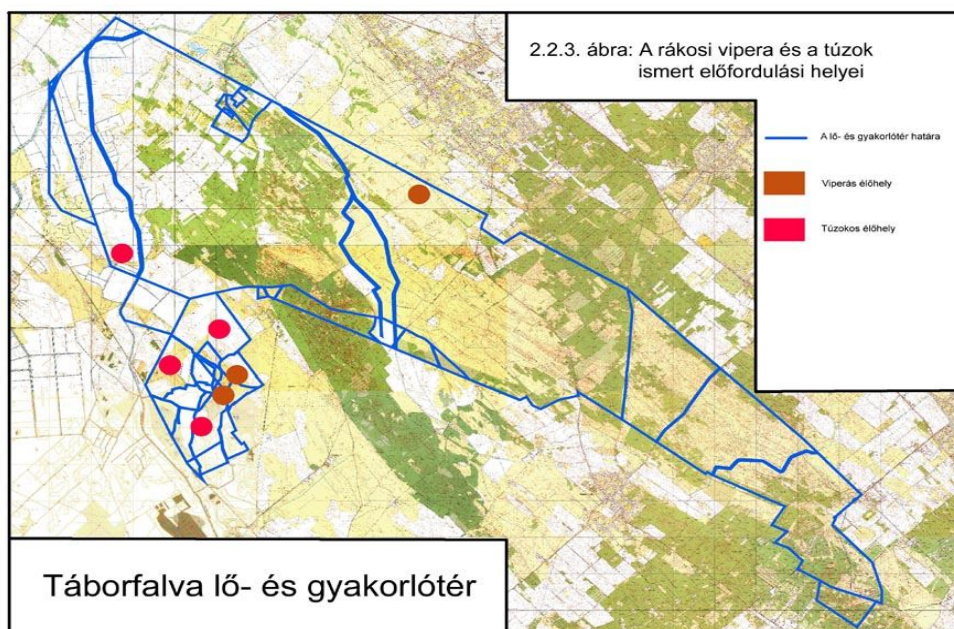 2.2.3. ábra: A rákosi vipera és a túzok
ismert előfordulási helyei
A lő- és gyakorlótér határa
Viperás élőhely
Túzokos élőhely
Táborfalva lő- és gyakorlótér